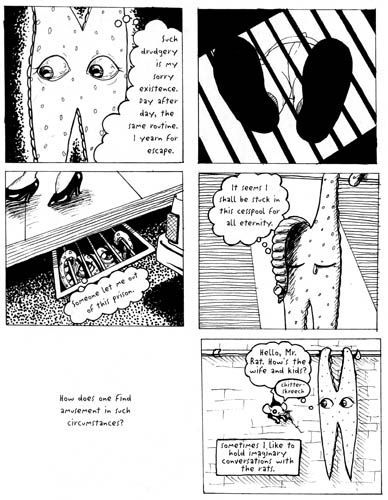 Such
drudgery
is my
sorry
existence.
Day after
day, the
same routine.
I yearn for
escape.
Someone let me out
of this prison.
It seems I
shall be stuck in
this cesspool for
all eternity.
How does one find
amusement in such
circumstances?
Hello, Mr.
Rat. How's the
wife and kids?
chitter
skreech
sometimes I like to
hold imaginary
conversations with
the rats.